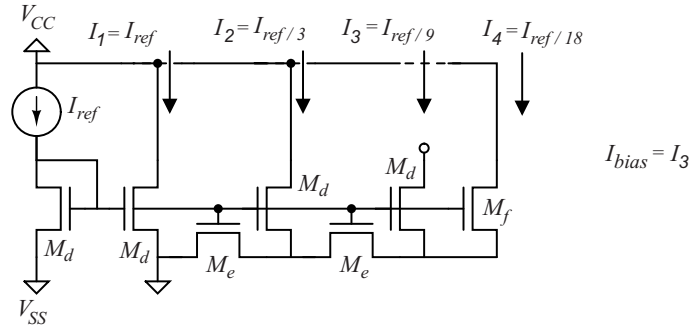 V_CC
I_1 = I_ref
I_2 = I_ref/3
I_3 = I_ref/9
I_4 = I_ref/18
I_ref
I_bias = I_3
M_d
M_d
M_f
M_d
M_d
M_e
M_e
V_SS